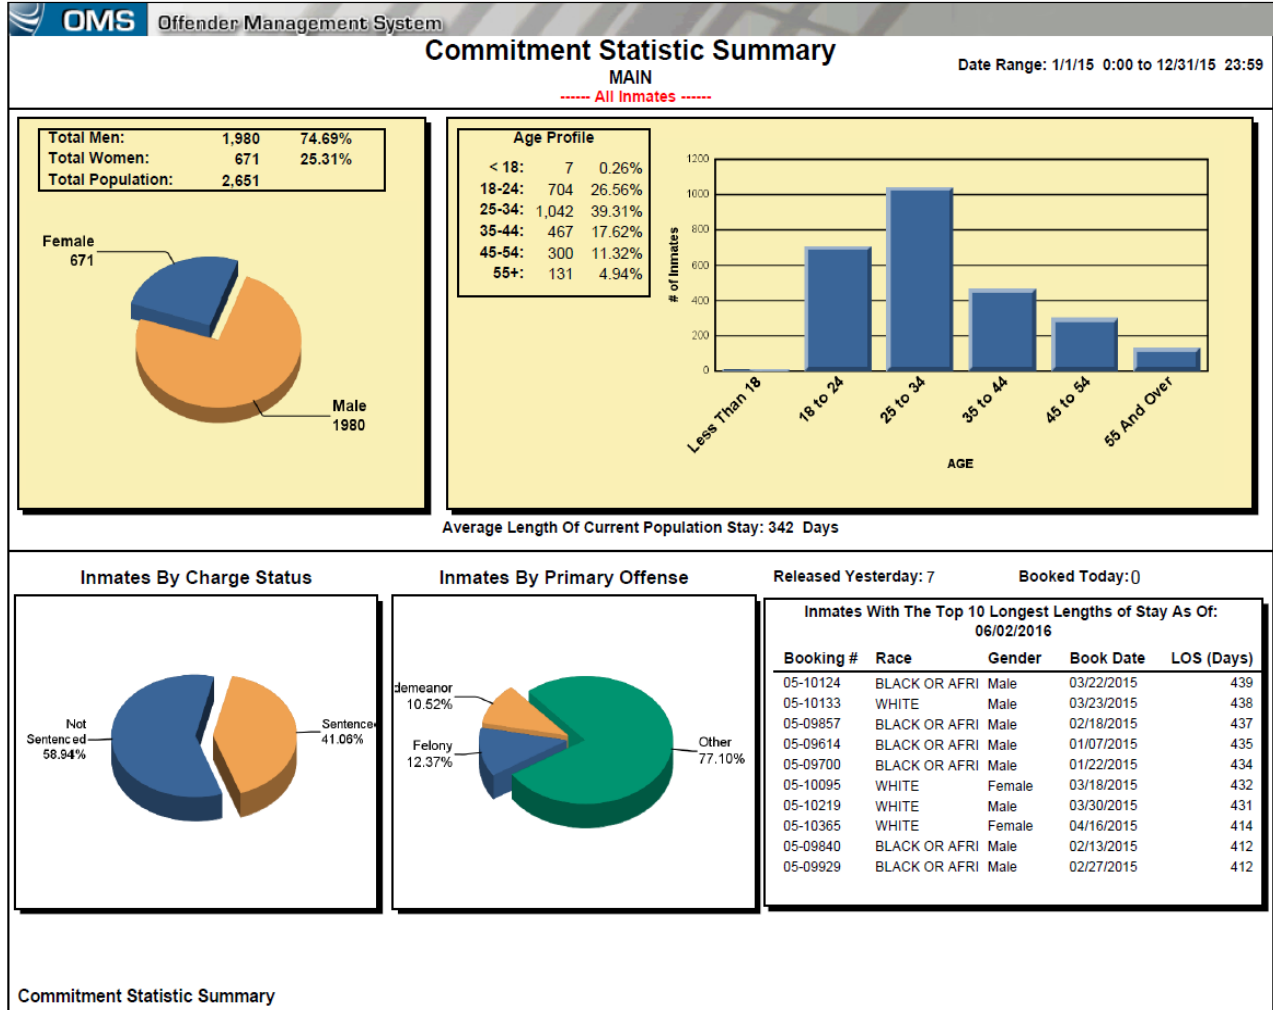 OMS Offender Management System
Commitment Statistic Summary
MAIN
------ All Inmates ------
Date Range: 1/1/15 0:00 to 12/31/15 23:59
Total Men: 1,980 74.69%
Total Women: 671 25.31%
Total Population: 2,651
Female
671
Male
1980
Age Profile
< 18: 7 0.26%
18-24: 704 26.56%
25-34: 1,042 39.31%
35-44: 467 17.62%
45-54: 300 11.32%
55+: 131 4.94%
# of Inmates
1200
1000
800
600
400
200
0
Less Than 18
18 to 24
25 to 34
35 to 44
45 to 54
55 And Over
AGE
Average Length Of Current Population Stay: 342 Days
Inmates By Charge Status
Not
Sentenced
58.94%
Sentence
41.06%
Inmates By Primary Offense
demeanor
10.52%
Felony
12.37%
Other
77.10%
Released Yesterday: 7 Booked Today: 0
Inmates With The Top 10 Longest Lengths of Stay As Of:
06/02/2016
Booking # Race Gender Book Date LOS (Days)
05-10124 BLACK OR AFRI Male 03/22/2015 439
05-10133 WHITE Male 03/23/2015 438
05-09857 BLACK OR AFRI Male 02/18/2015 437
05-09614 BLACK OR AFRI Male 01/07/2015 435
05-09700 BLACK OR AFRI Male 01/22/2015 434
05-10095 WHITE Female 03/18/2015 432
05-10219 WHITE Male 03/30/2015 431
05-10365 WHITE Female 04/16/2015 414
05-09840 BLACK OR AFRI Male 02/13/2015 412
05-09929 BLACK OR AFRI Male 02/27/2015 412
Commitment Statistic Summary